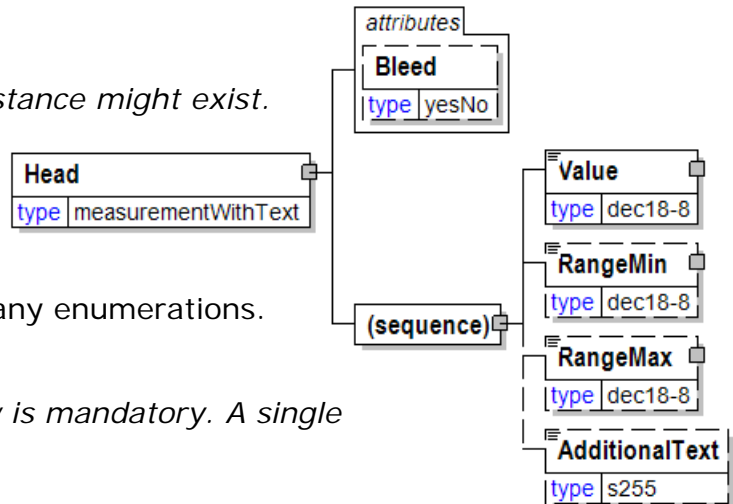 attributes
Bleed
type yesNo
stance might exist.
Head
type measurementWithText
Value
type dec18-8
RangeMin
type dec18-8
any enumerations.
(sequence)
RangeMax
type dec18-8
is mandatory. A single
AdditionalText
type s255